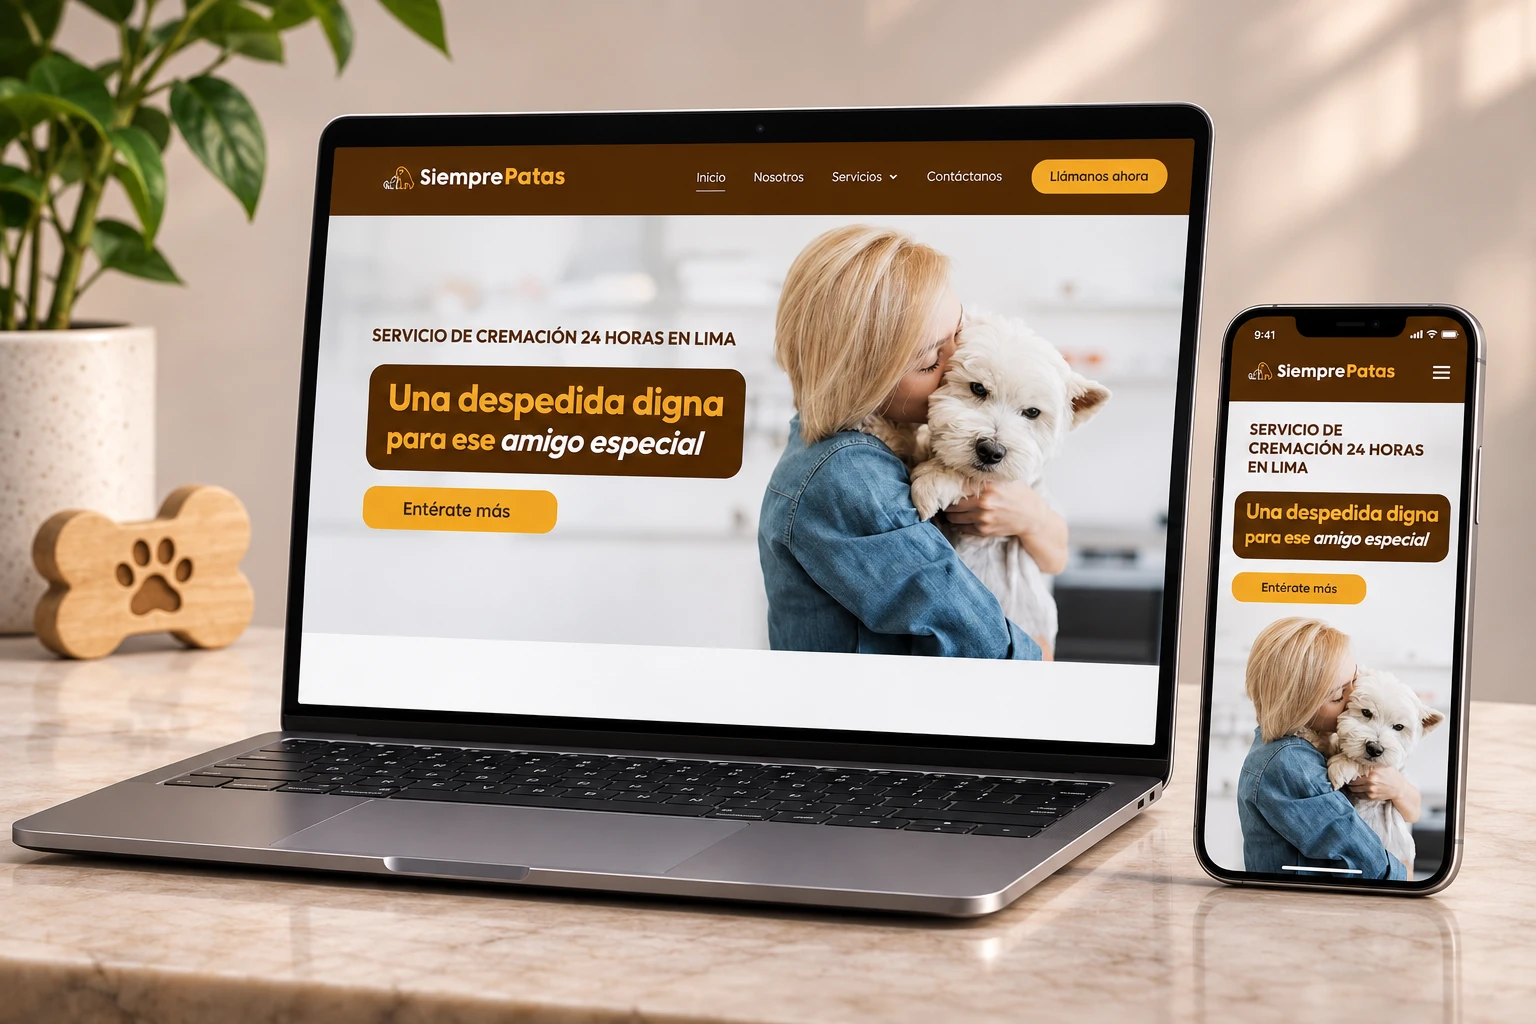 SiemprePatas
Inicio
Nosotros
Servicios
Contáctanos
Llámanos ahora
SERVICIO DE CREMACIÓN 24 HORAS EN LIMA
Una despedida digna
para ese amigo especial
Entérate más
9:41
SiemprePatas
SERVICIO DE
CREMACIÓN 24 HORAS
EN LIMA
Una despedida digna
para ese amigo especial
Entérate más